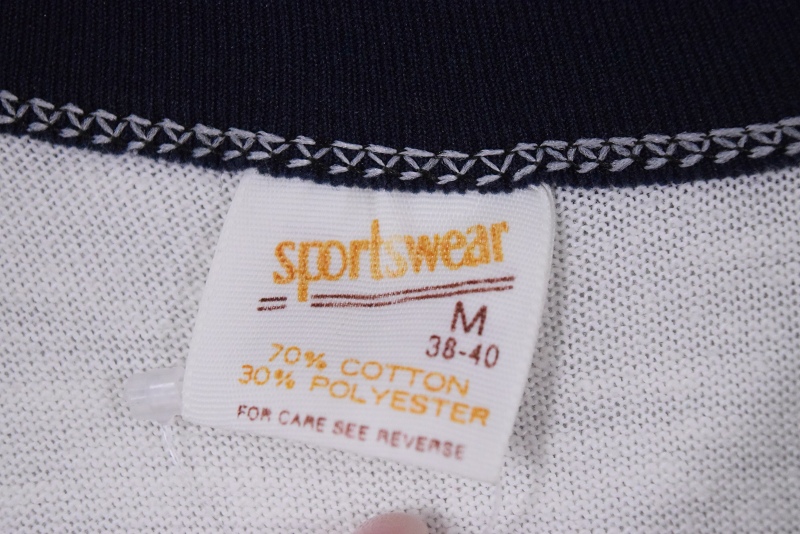 sportswear
M
38-40
70% COTTON
30% POLYESTER
FOR CARE SEE REVERSE